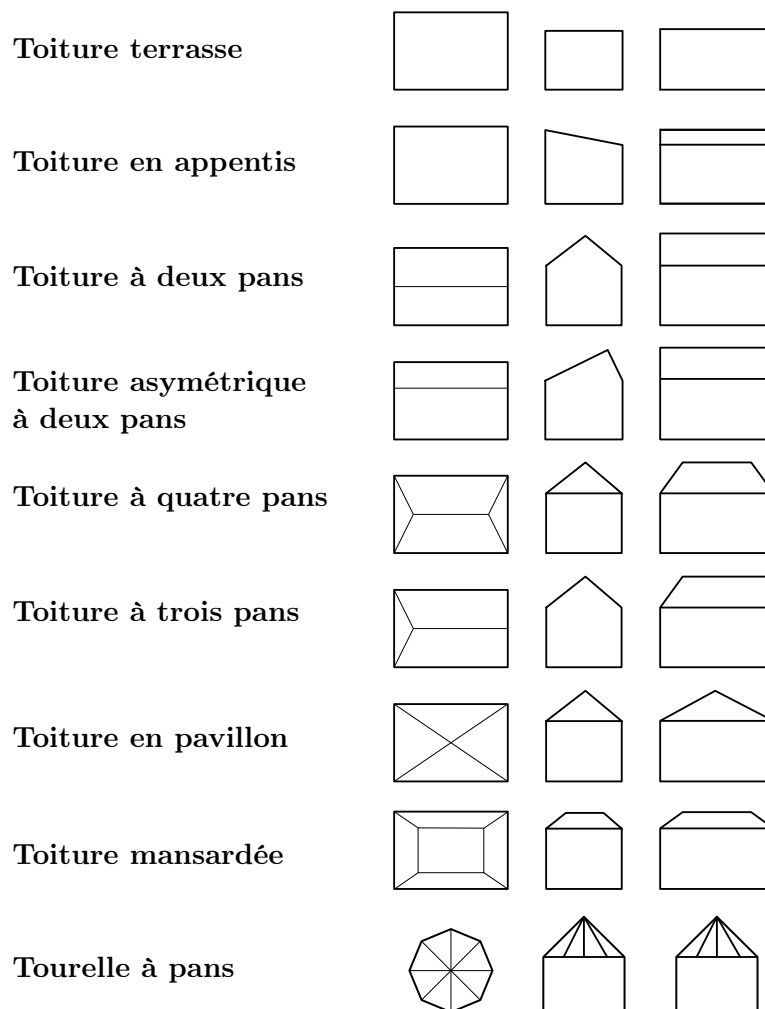 Toiture terrasse
Toiture en appentis
Toiture à deux pans
Toiture asymétrique
à deux pans
Toiture à quatre pans
Toiture à trois pans
Toiture en pavillon
Toiture mansardée
Tourelle à pans